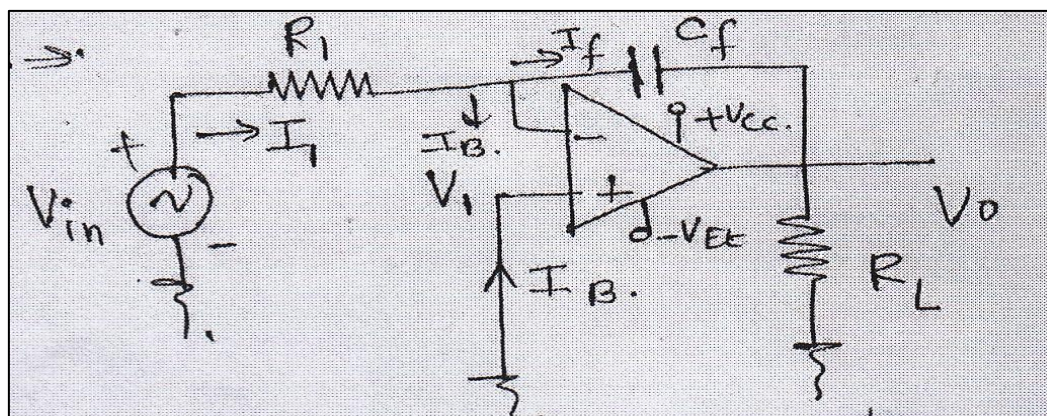 R1
If
Cf
+
I1
IB.
-
+Vcc.
Vin
V1
+
-VEE
Vo
-
IB.
RL